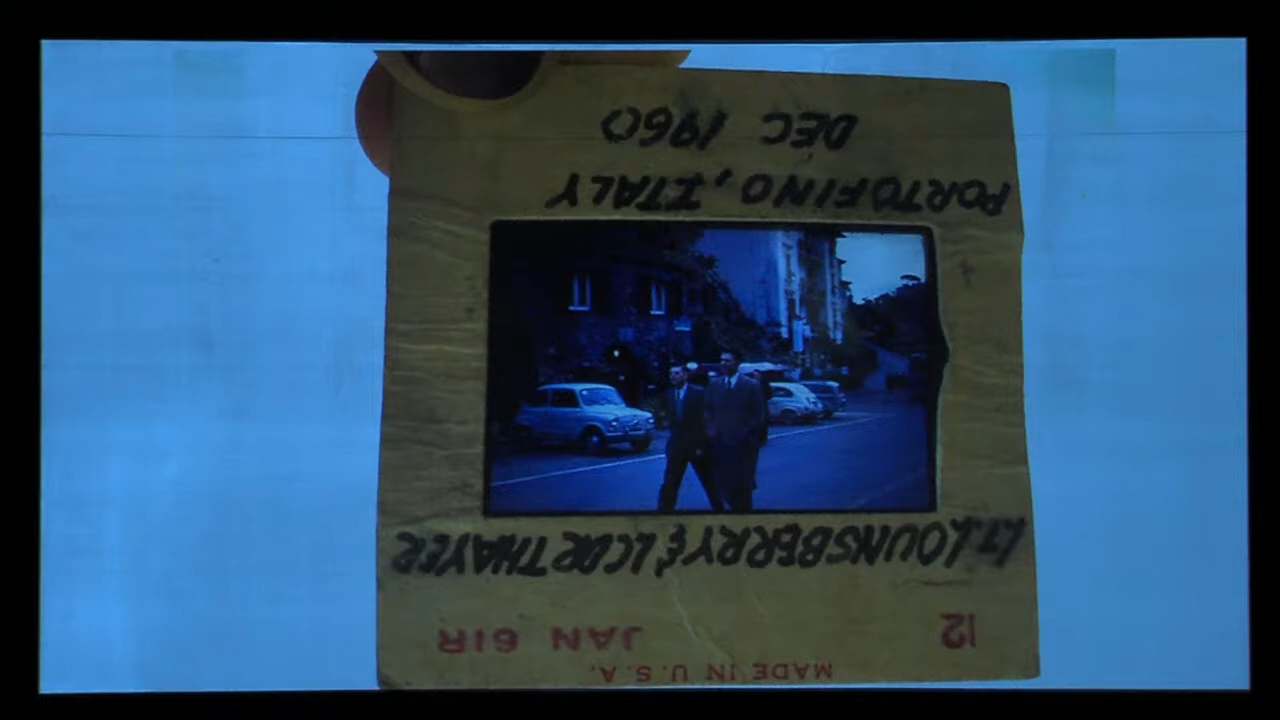 MADE IN U.S.A.
12 JAN 61R
LT. LOUNSBERRY & LCDR THAYER
PORTOFINO, ITALY
DEC 1960